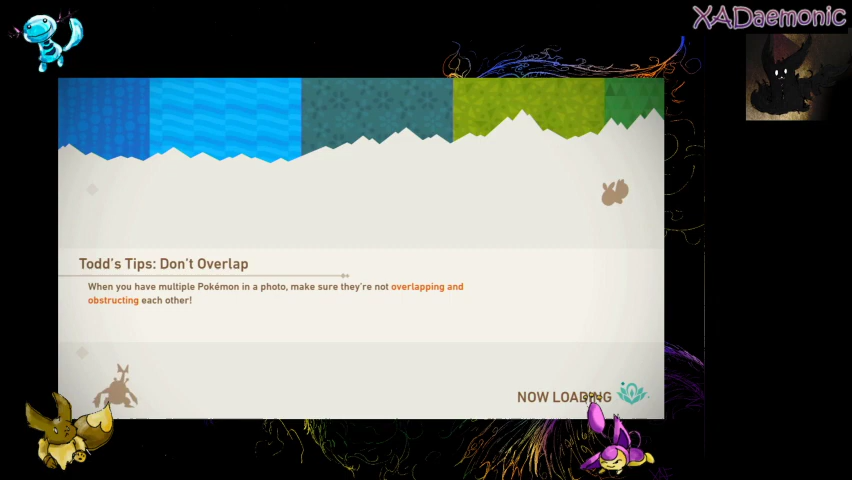 XADaemonic
Todd's Tips: Don't Overlap
When you have multiple Pokémon in a photo, make sure they're not overlapping and
obstructing each other!
NOW LOADING